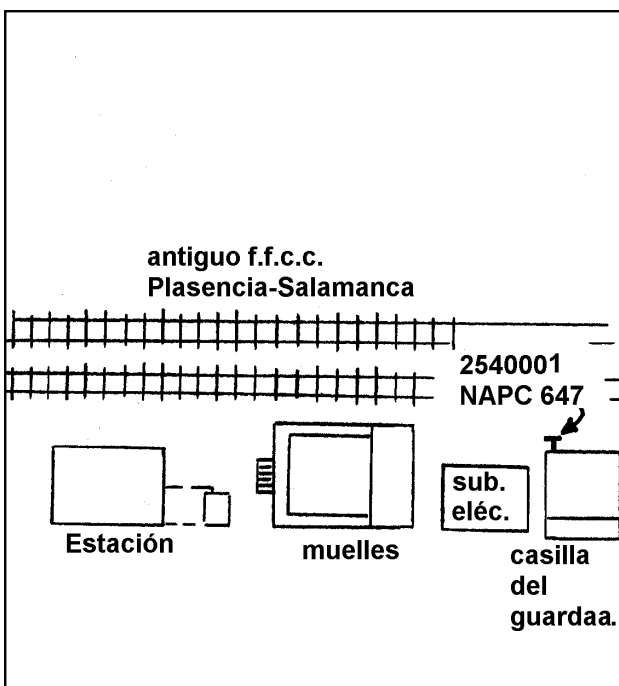 antiguo f.f.c.c.
Plasencia-Salamanca
2540001
NAPC 647
sub.
eléc.
Estación
muelles
casilla
del
guardaa.